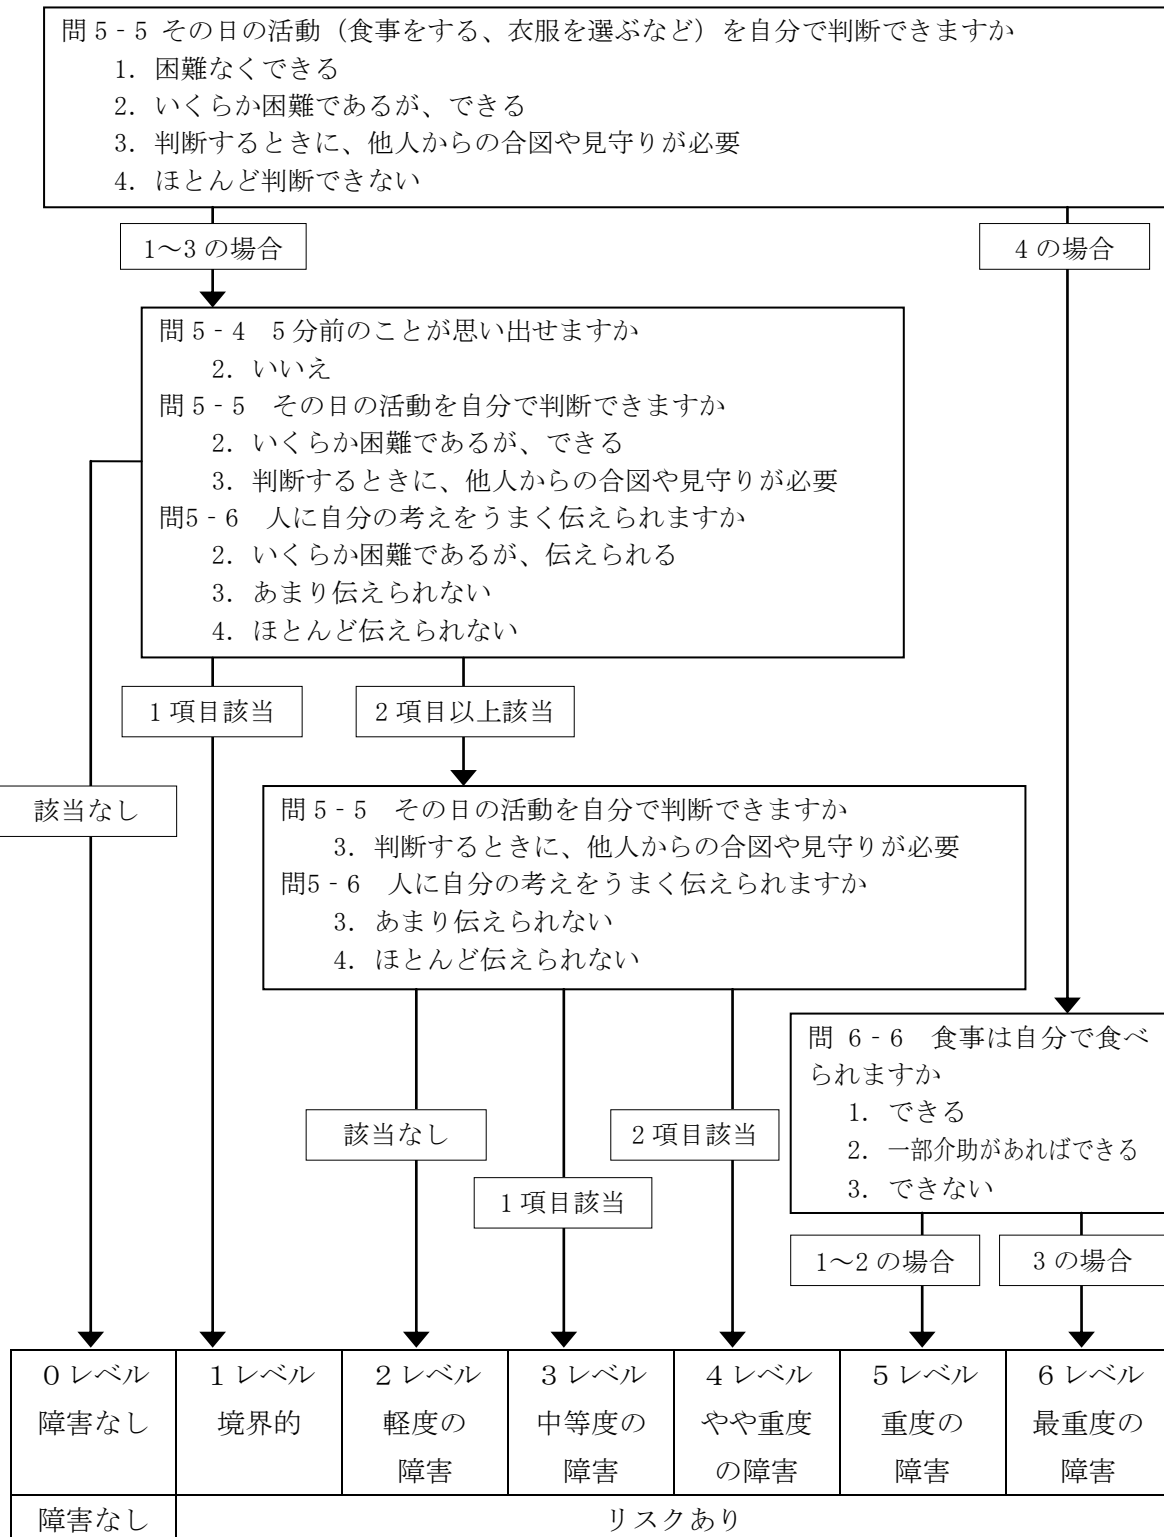 問 5‐5 その日の活動（食事をする、衣服を選ぶなど）を自分で判断できますか
1．困難なくできる
2．いくらか困難であるが、できる
3．判断するときに、他人からの合図や見守りが必要
4．ほとんど判断できない
1～3 の場合
4 の場合
問 5‐4　5 分前のことが思い出せますか
2．いいえ
問 5‐5　その日の活動を自分で判断できますか
2．いくらか困難であるが、できる
3．判断するときに、他人からの合図や見守りが必要
問5‐6　人に自分の考えをうまく伝えられますか
2．いくらか困難であるが、伝えられる
3．あまり伝えられない
4．ほとんど伝えられない
1 項目該当
2 項目以上該当
該当なし
問 5‐5　その日の活動を自分で判断できますか
3．判断するときに、他人からの合図や見守りが必要
問5‐6　人に自分の考えをうまく伝えられますか
3．あまり伝えられない
4．ほとんど伝えられない
問 6‐6　食事は自分で食べ
られますか
1．できる
2．一部介助があればできる
3．できない
該当なし
2 項目該当
1 項目該当
1～2 の場合
3 の場合
０レベル
障害なし
１レベル
境界的
２レベル
軽度の
障害
３レベル
中等度の
障害
４レベル
やや重度
の障害
５レベル
重度の
障害
６レベル
最重度の
障害
障害なし
リスクあり